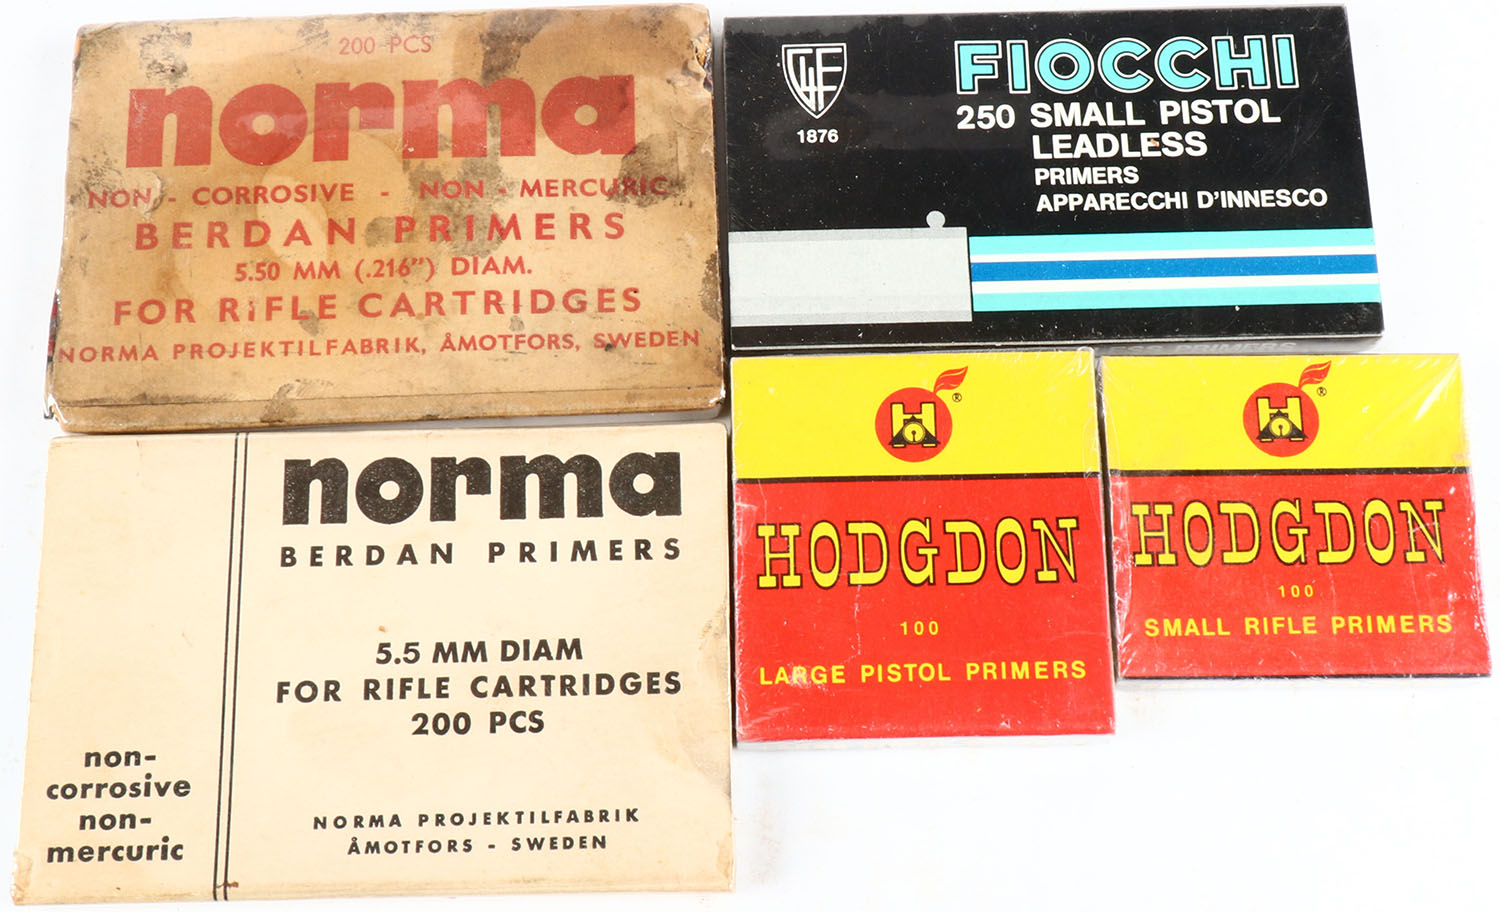 200 PCS
norma
NON - CORROSIVE - NON - MERCURIC
BERDAN PRIMERS
5.50 MM (.216") DIAM.
FOR RIFLE CARTRIDGES
NORMA PROJEKTILFABRIK, ÅMOTFORS, SWEDEN
GFL
1876
FIOCCHI
250 SMALL PISTOL
LEADLESS
PRIMERS
APPARECCHI D'INNESCO
norma
BERDAN PRIMERS
5.5 MM DIAM
FOR RIFLE CARTRIDGES
200 PCS
non-
corrosive
non-
mercuric
NORMA PROJEKTILFABRIK
ÅMOTFORS - SWEDEN
H ®
HODGDON
100
LARGE PISTOL PRIMERS
H ®
HODGDON
100
SMALL RIFLE PRIMERS